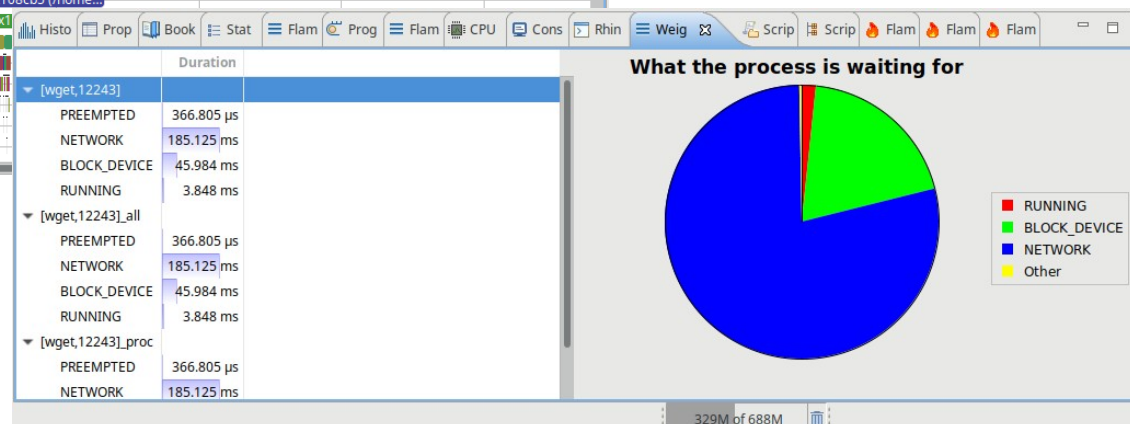 Histo Prop Book Stat Flam Prog Flam CPU Cons Rhin Weig Scrip Scrip Flam Flam Flam
Duration
What the process is waiting for
[wget,12243]
PREEMPTED 366.805 µs
NETWORK 185.125 ms
BLOCK_DEVICE 45.984 ms
RUNNING 3.848 ms
[wget,12243]_all
PREEMPTED 366.805 µs
NETWORK 185.125 ms
BLOCK_DEVICE 45.984 ms
RUNNING 3.848 ms
[wget,12243]_proc
PREEMPTED 366.805 µs
NETWORK 185.125 ms
RUNNING
BLOCK_DEVICE
NETWORK
Other
329M of 688M